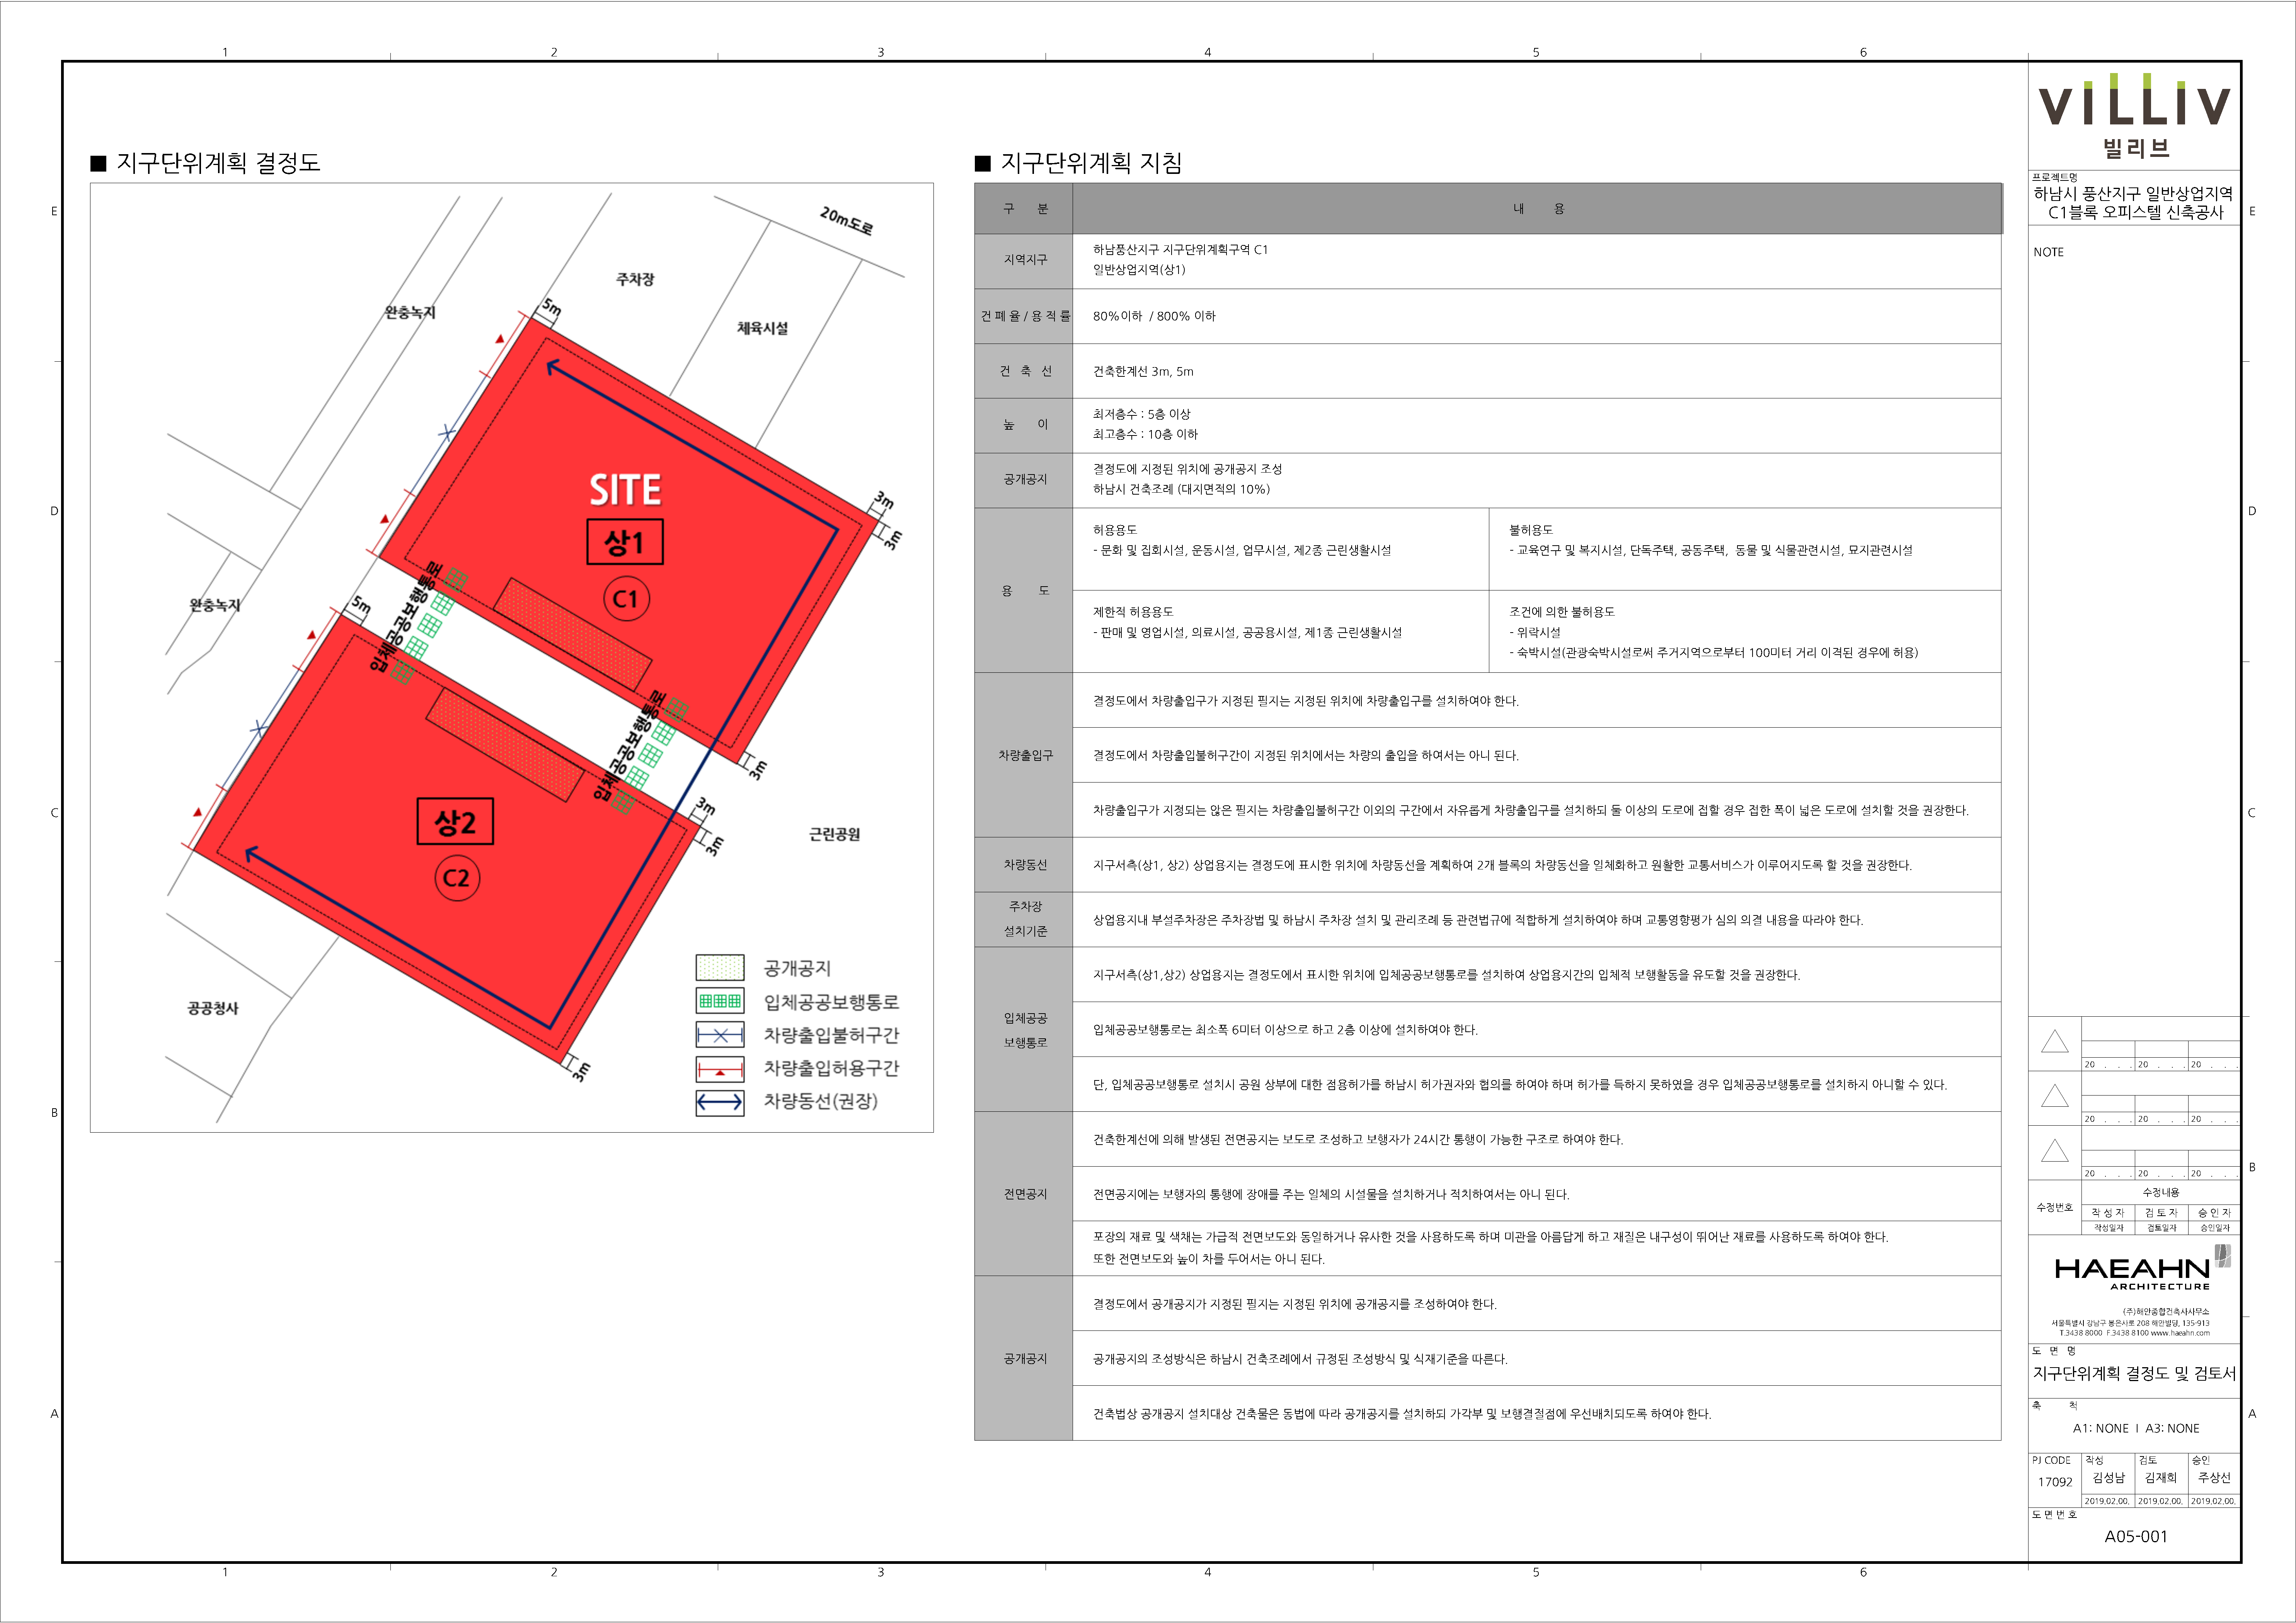 1 2 3 4 5 6
E
D
C
B
A
■ 지구단위계획 결정도
20m도로
주차장
체육시설
완충녹지
5m
SITE
상1
C1
3m
3m
입체공공보행통로
완충녹지
5m
입체공공보행통로
3m
3m
3m
상2
C2
근린공원
공공청사
3m
공개공지
입체공공보행통로
차량출입불허구간
차량출입허용구간
차량동선(권장)
■ 지구단위계획 지침
구 분
내 용
지역지구
하남풍산지구 지구단위계획구역 C1
일반상업지역(상1)
건 폐 율 / 용 적 률
80%이하 / 800% 이하
건 축 선
건축한계선 3m, 5m
높 이
최저층수 : 5층 이상
최고층수 : 10층 이하
공개공지
결정도에 지정된 위치에 공개공지 조성
하남시 건축조례 (대지면적의 10%)
용 도
허용용도
- 문화 및 집회시설, 운동시설, 업무시설, 제2종 근린생활시설
불허용도
- 교육연구 및 복지시설, 단독주택, 공동주택, 동물 및 식물관련시설, 묘지관련시설
제한적 허용용도
- 판매 및 영업시설, 의료시설, 공공용시설, 제1종 근린생활시설
조건에 의한 불허용도
- 위락시설
- 숙박시설(관광숙박시설로써 주거지역으로부터 100미터 거리 이격된 경우에 허용)
차량출입구
결정도에서 차량출입구가 지정된 필지는 지정된 위치에 차량출입구를 설치하여야 한다.
결정도에서 차량출입불허구간이 지정된 위치에서는 차량의 출입을 하여서는 아니 된다.
차량출입구가 지정되는 않은 필지는 차량출입불허구간 이외의 구간에서 자유롭게 차량출입구를 설치하되 둘 이상의 도로에 접할 경우 접한 폭이 넓은 도로에 설치할 것을 권장한다.
차량동선
지구서측(상1, 상2) 상업용지는 결정도에 표시한 위치에 차량동선을 계획하여 2개 블록의 차량동선을 일체화하고 원활한 교통서비스가 이루어지도록 할 것을 권장한다.
주차장
설치기준
상업용지내 부설주차장은 주차장법 및 하남시 주차장 설치 및 관리조례 등 관련법규에 적합하게 설치하여야 하며 교통영향평가 심의 의결 내용을 따라야 한다.
입체공공
보행통로
지구서측(상1,상2) 상업용지는 결정도에서 표시한 위치에 입체공공보행통로를 설치하여 상업용지간의 입체적 보행활동을 유도할 것을 권장한다.
입체공공보행통로는 최소폭 6미터 이상으로 하고 2층 이상에 설치하여야 한다.
단, 입체공공보행통로 설치시 공원 상부에 대한 점용허가를 하남시 허가권자와 협의를 하여야 하며 허가를 득하지 못하였을 경우 입체공공보행통로를 설치하지 아니할 수 있다.
전면공지
건축한계선에 의해 발생된 전면공지는 보도로 조성하고 보행자가 24시간 통행이 가능한 구조로 하여야 한다.
전면공지에는 보행자의 통행에 장애를 주는 일체의 시설물을 설치하거나 적치하여서는 아니 된다.
포장의 재료 및 색채는 가급적 전면보도와 동일하거나 유사한 것을 사용하도록 하며 미관을 아름답게 하고 재질은 내구성이 뛰어난 재료를 사용하도록 하여야 한다.
또한 전면보도와 높이 차를 두어서는 아니 된다.
공개공지
결정도에서 공개공지가 지정된 필지는 지정된 위치에 공개공지를 조성하여야 한다.
공개공지의 조성방식은 하남시 건축조례에서 규정된 조성방식 및 식재기준을 따른다.
건축법상 공개공지 설치대상 건축물은 동법에 따라 공개공지를 설치하되 가각부 및 보행결절점에 우선배치되도록 하여야 한다.
VILLIV
빌리브
프로젝트명
하남시 풍산지구 일반상업지역
C1블록 오피스텔 신축공사
NOTE
20 . . . 20 . . . 20 . . .
20 . . . 20 . . . 20 . . .
20 . . . 20 . . . 20 . . .
수정번호
수정내용
작 성 자 검 토 자 승 인 자
작성일자 검토일자 승인일자
HAEAHN
ARCHITECTURE
(주)해안종합건축사사무소
서울특별시 강남구 봉은사로 208 해안빌딩, 135-913
T.3438 8000 F.3438 8100 www.haeahn.com
도 면 명
지구단위계획 결정도 및 검토서
축 척
A1: NONE I A3: NONE
PJ CODE 작성 검토 승인
17092 김성남 김재희 주상선
2019.02.00. 2019.02.00. 2019.02.00.
도 면 번 호
A05-001
E
D
C
B
A
1 2 3 4 5 6